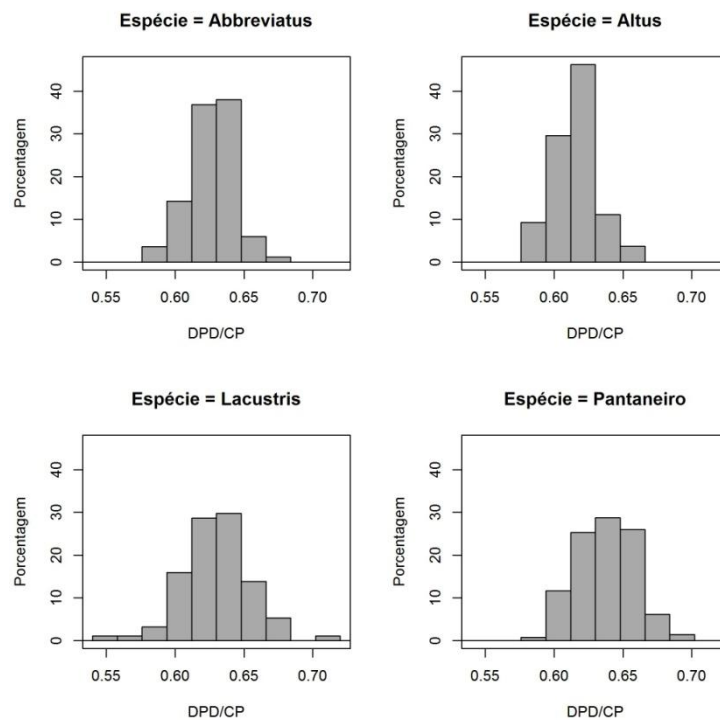 Espécie = Abbreviatus
Porcentagem
0 10 20 30 40
0.55 0.60 0.65 0.70
DPD/CP
Espécie = Altus
Porcentagem
0 10 20 30 40
0.55 0.60 0.65 0.70
DPD/CP
Espécie = Lacustris
Porcentagem
0 10 20 30 40
0.55 0.60 0.65 0.70
DPD/CP
Espécie = Pantaneiro
Porcentagem
0 10 20 30 40
0.55 0.60 0.65 0.70
DPD/CP